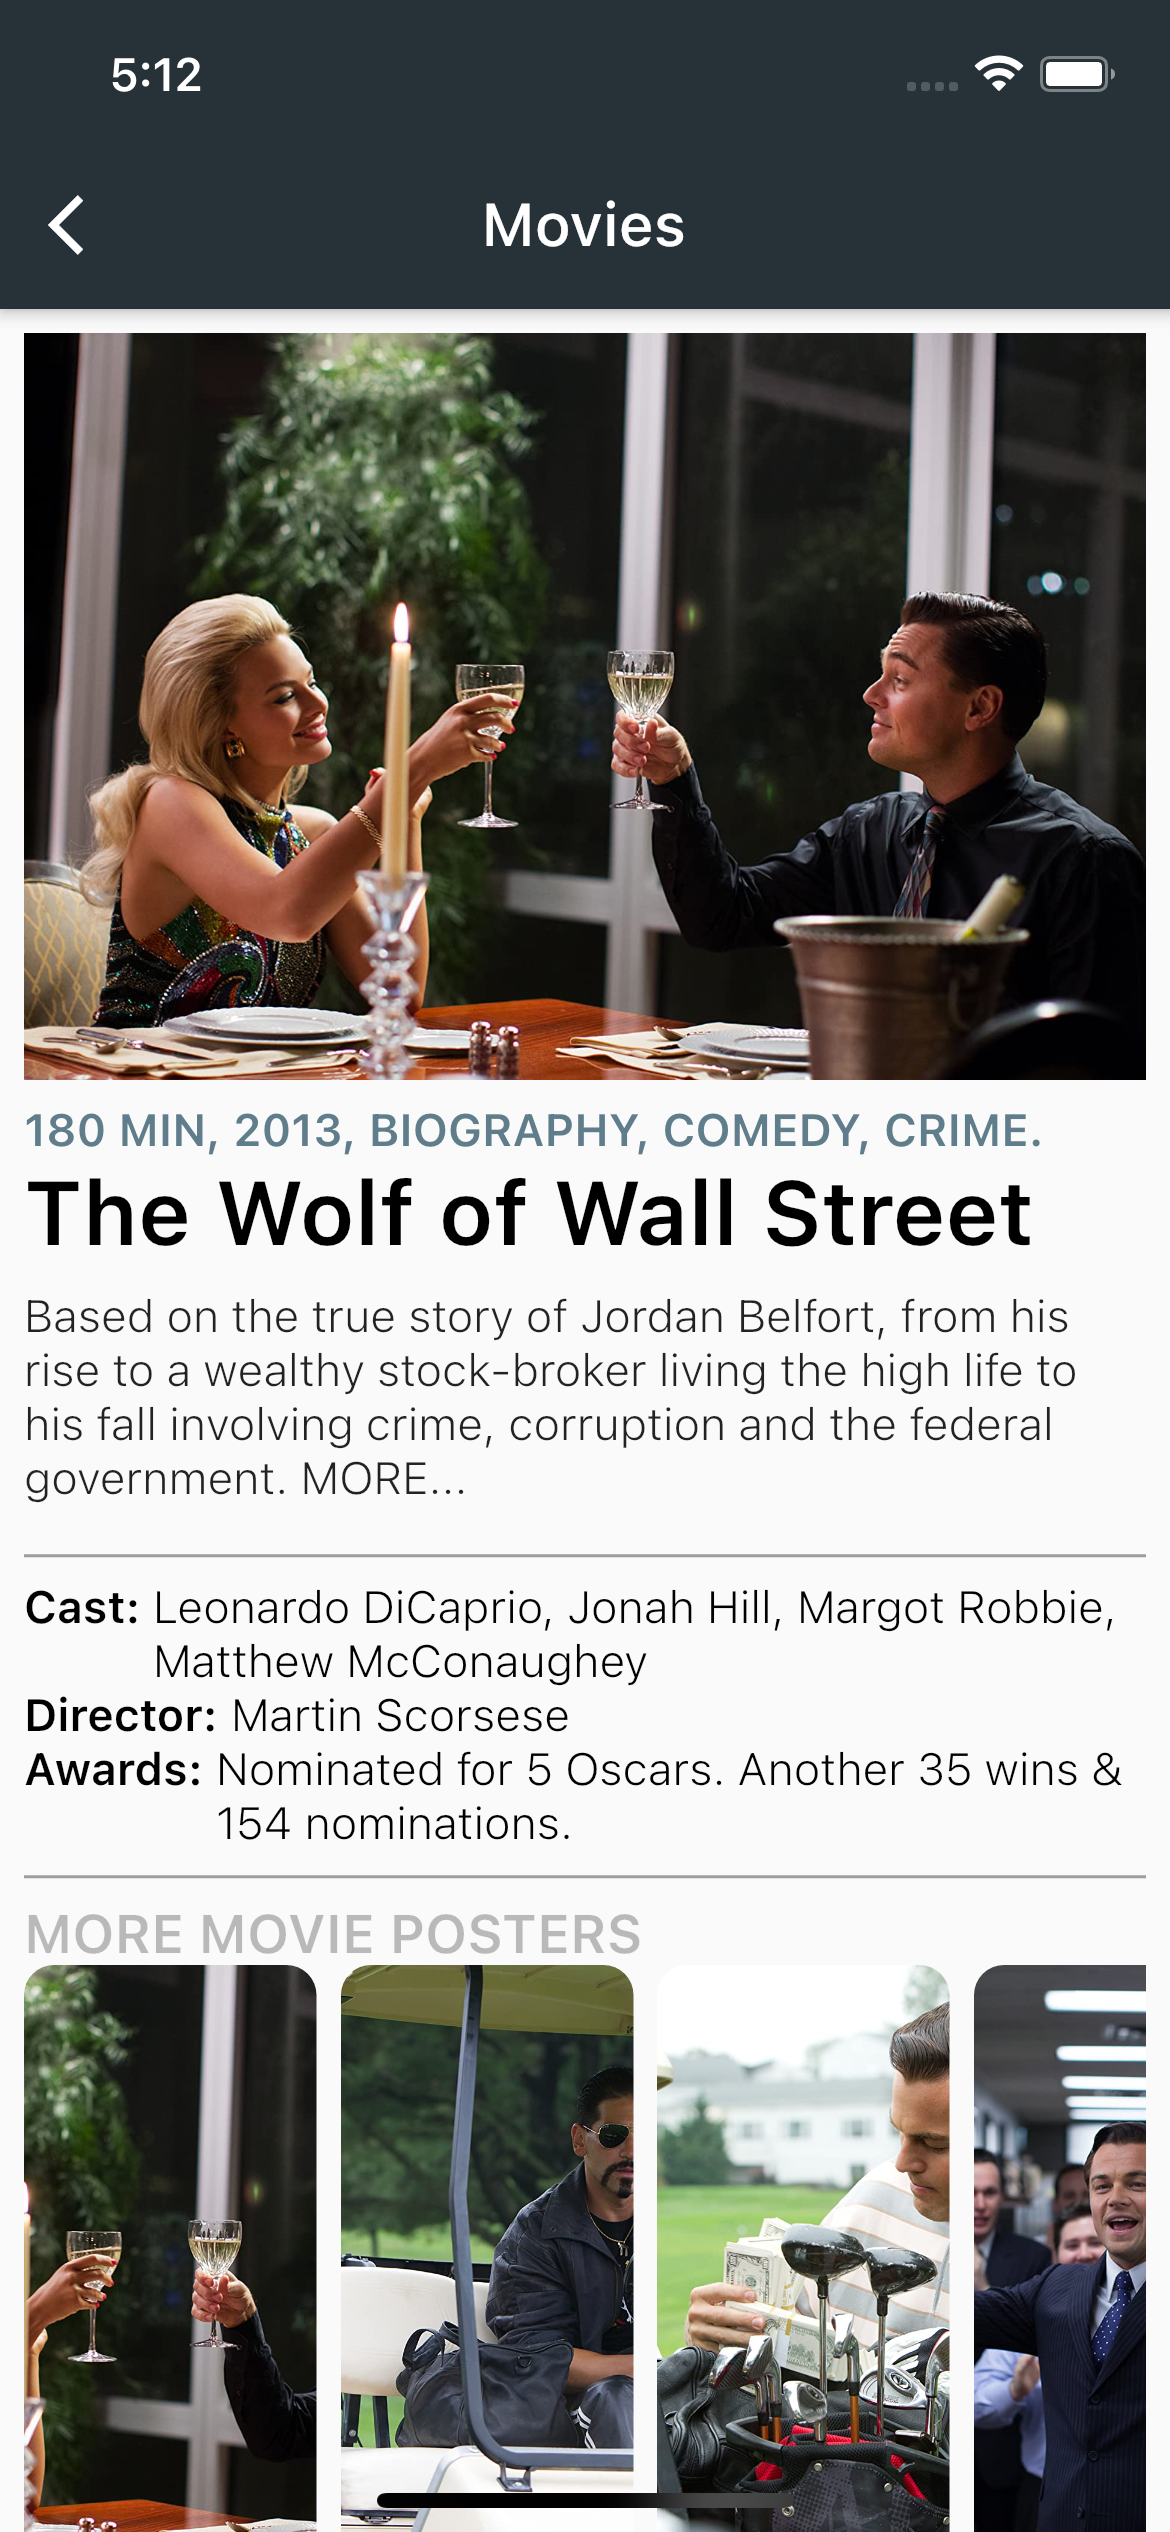 5:12
Movies
180 MIN, 2013, BIOGRAPHY, COMEDY, CRIME.
The Wolf of Wall Street
Based on the true story of Jordan Belfort, from his
rise to a wealthy stock-broker living the high life to
his fall involving crime, corruption and the federal
government. MORE...
Cast: Leonardo DiCaprio, Jonah Hill, Margot Robbie,
Matthew McConaughey
Director: Martin Scorsese
Awards: Nominated for 5 Oscars. Another 35 wins &
154 nominations.
MORE MOVIE POSTERS